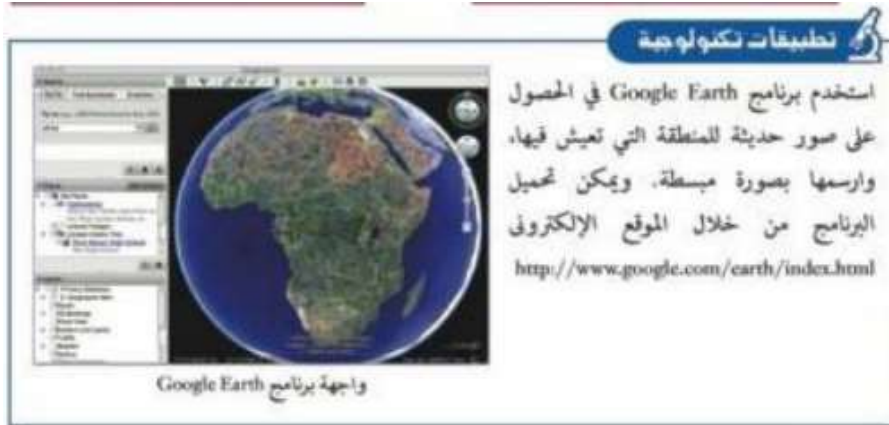 تطبيقات تكنولوجية
استخدم برنامج Google Earth في الحصول
على صور حديثة للمنطقة التي تعيش فيها،
وارسمها بصورة مبسطة. ويمكن تحميل
البرنامج من خلال الموقع الإلكترونى
http://www.google.com/earth/index.html
واجهة برنامج Google Earth